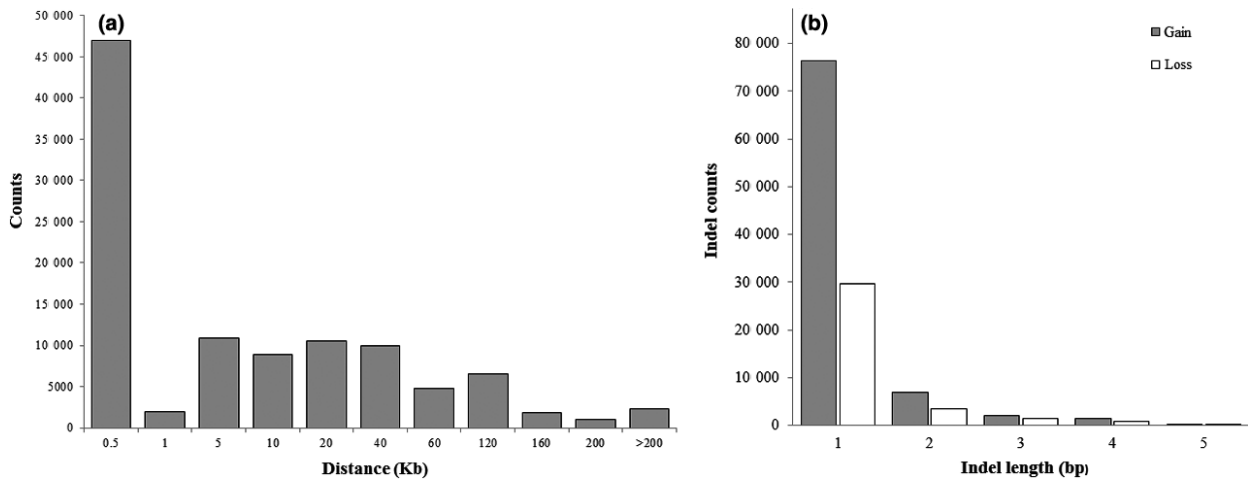 (a)
Counts
50 000
45 000
40 000
35 000
30 000
25 000
20 000
15 000
10 000
5000
0
0.5 1 5 10 20 40 60 120 160 200 >200
Distance (Kb)
(b)
Gain
Loss
Indel counts
80 000
70 000
60 000
50 000
40 000
30 000
20 000
10 000
0
1 2 3 4 5
Indel length (bp)